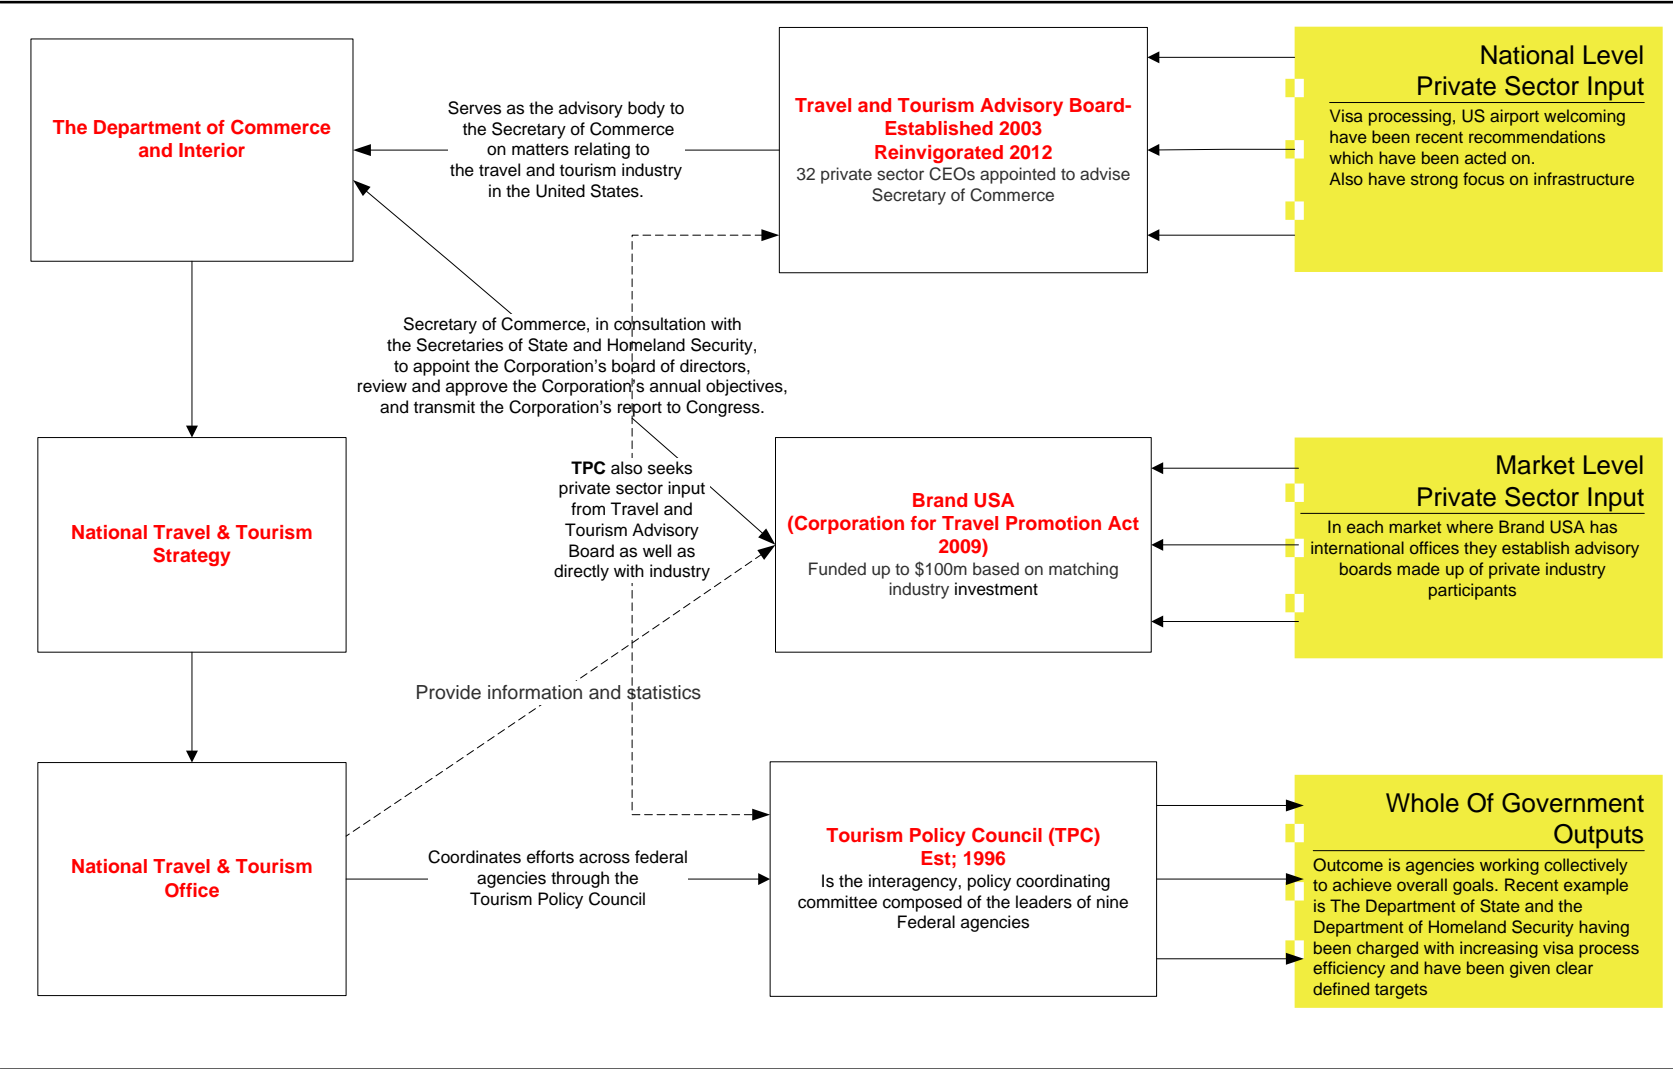 The Department of Commerce
and Interior
Serves as the advisory body to
the Secretary of Commerce
on matters relating to
the travel and tourism industry
in the United States.
Travel and Tourism Advisory Board-
Established 2003
Reinvigorated 2012
32 private sector CEOs appointed to advise
Secretary of Commerce
National Level
Private Sector Input
Visa processing, US airport welcoming
have been recent recommendations
which have been acted on.
Also have strong focus on infrastructure
Secretary of Commerce, in consultation with
the Secretaries of State and Homeland Security,
to appoint the Corporation's board of directors,
review and approve the Corporation's annual objectives,
and transmit the Corporation's report to Congress.
National Travel & Tourism
Strategy
TPC also seeks
private sector input
from Travel and
Tourism Advisory
Board as well as
directly with industry
Brand USA
(Corporation for Travel Promotion Act
2009)
Funded up to $100m based on matching
industry investment
Market Level
Private Sector Input
In each market where Brand USA has
international offices they establish advisory
boards made up of private industry
participants
Provide information and statistics
National Travel & Tourism
Office
Coordinates efforts across federal
agencies through the
Tourism Policy Council
Tourism Policy Council (TPC)
Est; 1996
Is the interagency, policy coordinating
committee composed of the leaders of nine
Federal agencies
Whole Of Government
Outputs
Outcome is agencies working collectively
to achieve overall goals. Recent example
is The Department of State and the
Department of Homeland Security having
been charged with increasing visa process
efficiency and have been given clear
defined targets